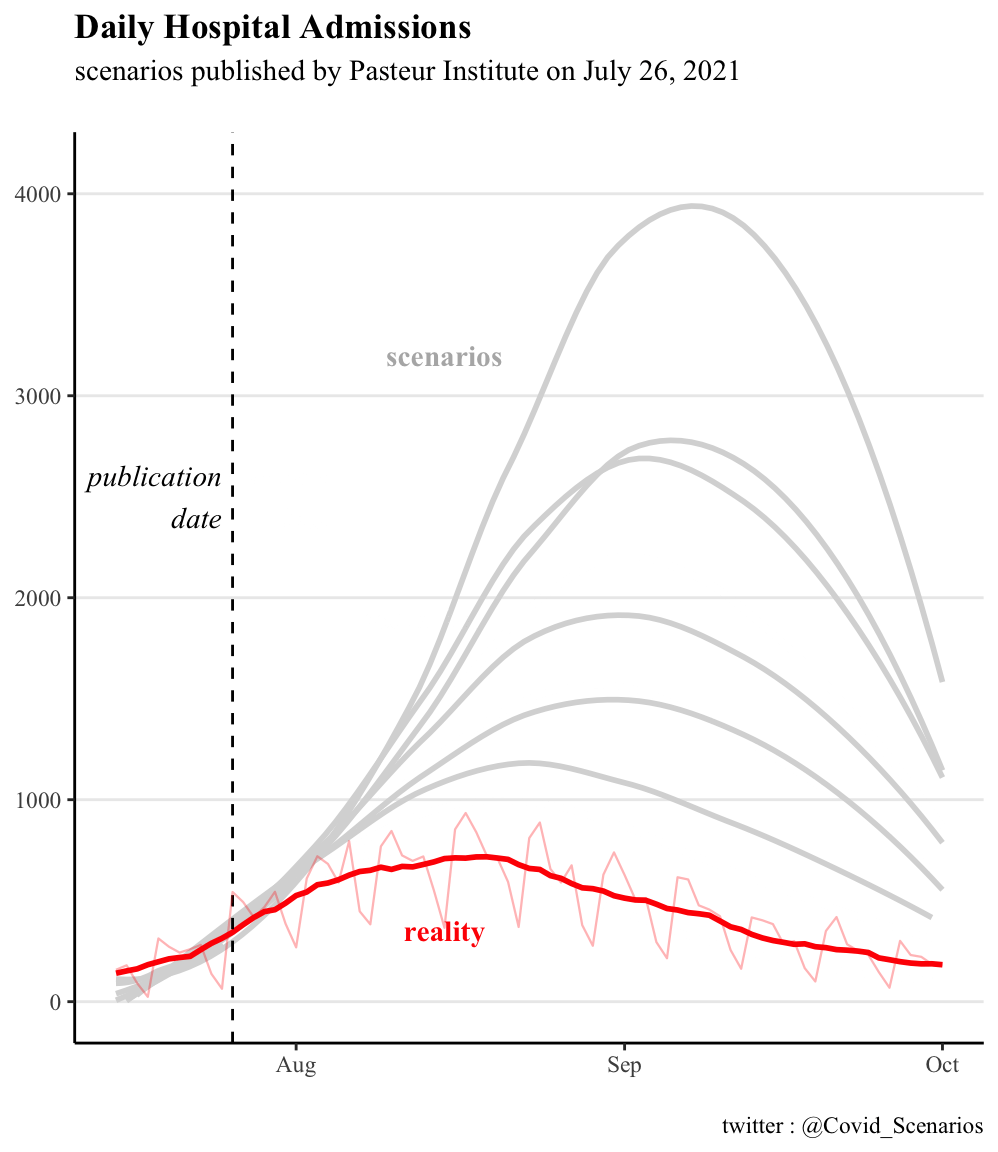 Daily Hospital Admissions
scenarios published by Pasteur Institute on July 26, 2021
4000
scenarios
3000
publication
date
2000
1000
reality
0
Aug Sep Oct
twitter : @Covid_Scenarios